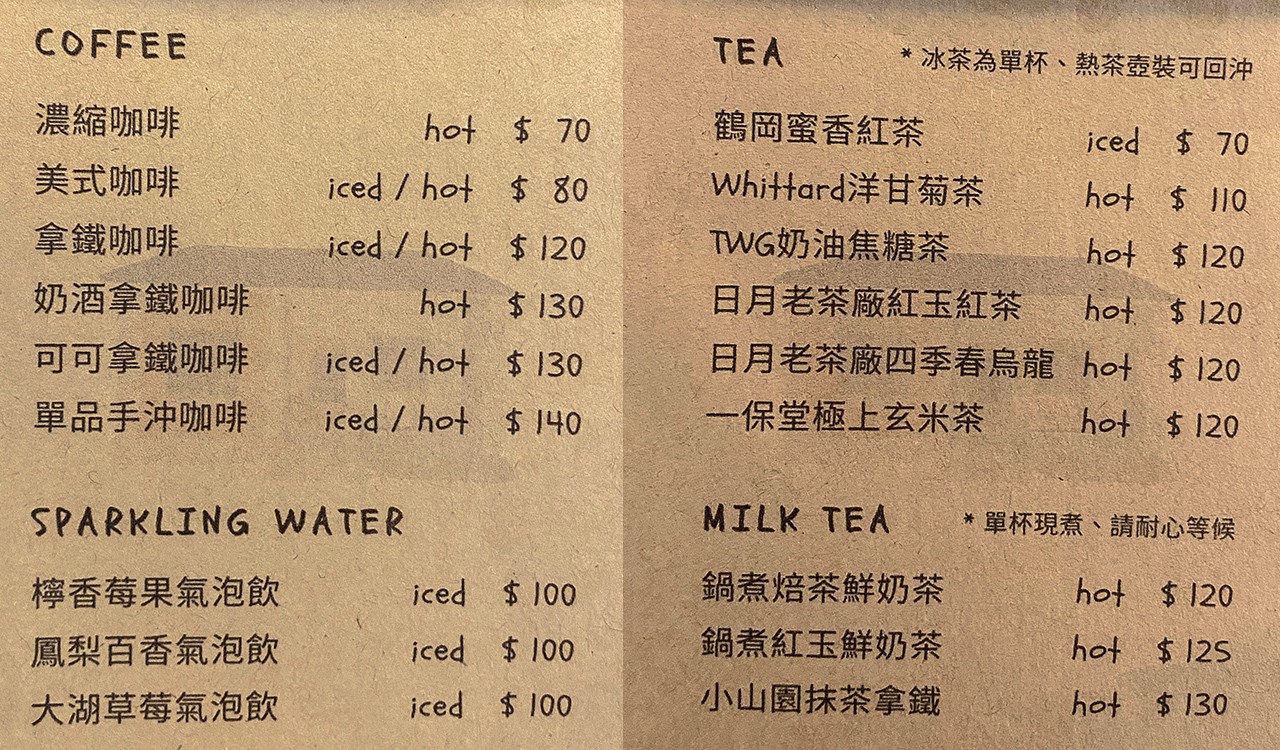 COFFEE
濃縮咖啡 hot $ 70
美式咖啡 iced / hot $ 80
拿鐵咖啡 iced / hot $ 120
奶酒拿鐵咖啡 hot $ 130
可可拿鐵咖啡 iced / hot $ 130
單品手沖咖啡 iced / hot $ 140
SPARKLING WATER
檸香莓果氣泡飲 iced $ 100
鳳梨百香氣泡飲 iced $ 100
大湖草莓氣泡飲 iced $ 100
TEA * 冰茶為單杯、熱茶壺裝可回沖
鶴岡蜜香紅茶 iced $ 70
Whittard洋甘菊茶 hot $ 110
TWG奶油焦糖茶 hot $ 120
日月老茶廠紅玉紅茶 hot $ 120
日月老茶廠四季春烏龍 hot $ 120
一保堂極上玄米茶 hot $ 120
MILK TEA * 單杯現煮、請耐心等候
鍋煮焙茶鮮奶茶 hot $ 120
鍋煮紅玉鮮奶茶 hot $ 125
小山園抹茶拿鐵 hot $ 130